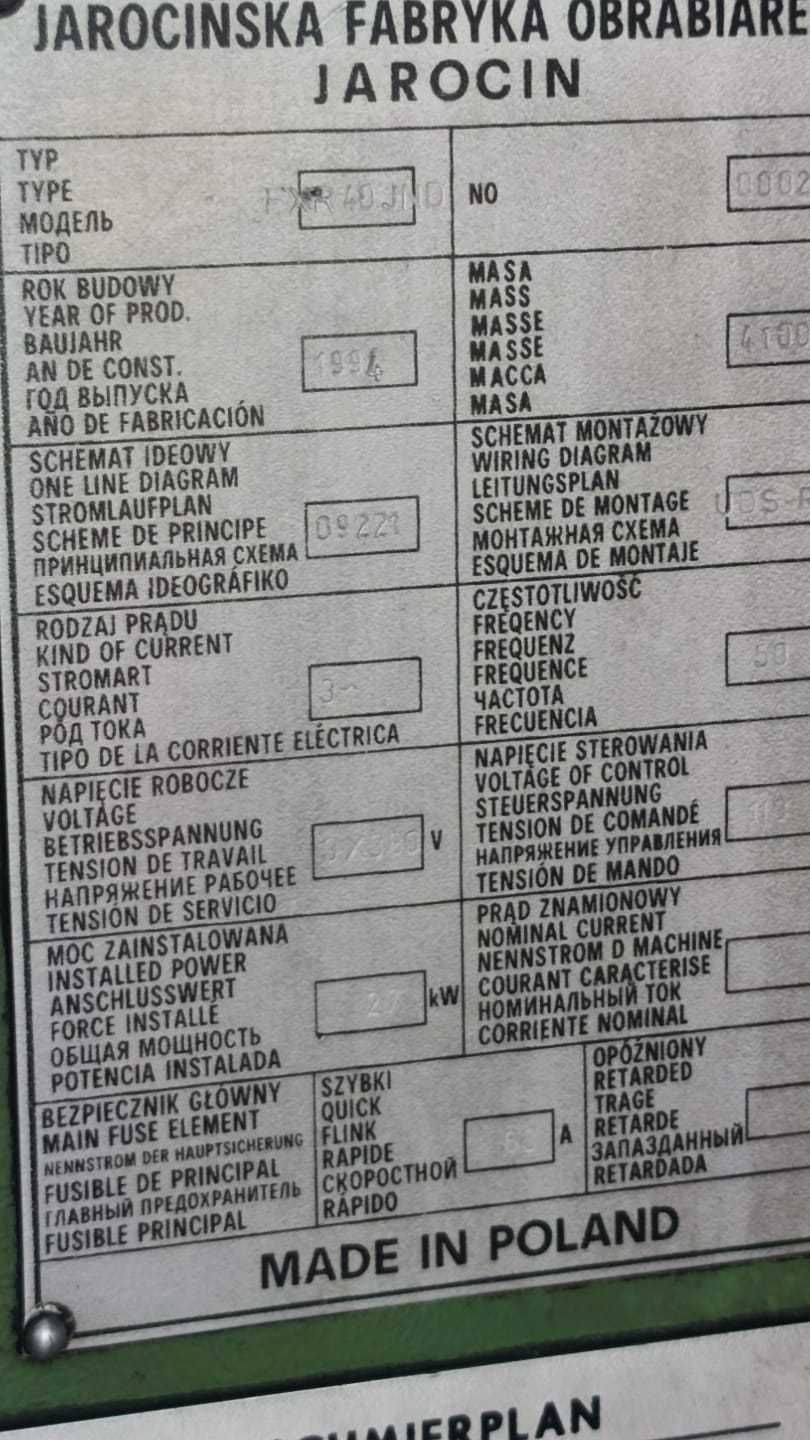 JAROCIŃSKA FABRYKA OBRABIARE
JAROCIN
TYP
TYPE
МОДЕЛЬ
TIPO
FXR40JND
NO
0002
ROK BUDOWY
YEAR OF PROD.
BAUJAHR
AN DE CONST.
ГОД ВЫПУСКА
AÑO DE FABRICACIÓN
1994
MASA
MASS
MASSE
MASSE
МАССА
MASA
4100
SCHEMAT IDEOWY
ONE LINE DIAGRAM
STROMLAUFPLAN
SCHEME DE PRINCIPE
ПРИНЦИПИАЛЬНАЯ СХЕМА
ESQUEMA IDEOGRÁFIKO
SCHEMAT MONTAŻOWY
WIRING DIAGRAM
LEITUNGSPLAN
SCHEME DE MONTAGE
МОНТАЖНАЯ СХЕМА
ESQUEMA DE MONTAJE
RODZAJ PRĄDU
KIND OF CURRENT
STROMART
COURANT
РОД ТОКА
TIPO DE LA CORRIENTE ELÉCTRICA
3~
CZĘSTOTLIWOŚĆ
FREQENCY
FREQUENZ
FREQUENCE
ЧАСТОТА
FRECUENCIA
50
NAPIĘCIE ROBOCZE
VOLTAGE
BETRIEBSSPANNUNG
TENSION DE TRAVAIL
НАПРЯЖЕНИЕ РАБОЧЕЕ
TENSIÓN DE SERVICIO
V
NAPIĘCIE STEROWANIA
VOLTAGE OF CONTROL
STEUERSPANNUNG
TENSION DE COMANDÉ
НАПРЯЖЕНИЕ УПРАВЛЕНИЯ
TENSIÓN DE MANDO
MOC ZAINSTALOWANA
INSTALLED POWER
ANSCHLUSSWERT
FORCE INSTALLÉ
ОБЩАЯ МОЩНОСТЬ
POTENCIA INSTALADA
kW
PRĄD ZNAMIONOWY
NOMINAL CURRENT
NENNSTROM D MACHINE
COURANT CARACTERISE
НОМИНАЛЬНЫЙ ТОК
CORRIENTE NOMINAL
BEZPIECZNIK GŁÓWNY
MAIN FUSE ELEMENT
NENNSTROM DER HAUPTSICHERUNG
FUSIBLE DE PRINCIPAL
ГЛАВНЫЙ ПРЕДОХРАНИТЕЛЬ
FUSIBLE PRINCIPAL
SZYBKI
QUICK
FLINK
RAPIDE
СКОРОСТНОЙ
RÁPIDO
A
OPÓŹNIONY
RETARDED
TRAGE
RETARDE
ЗАПАЗДАННЫЙ
RETARDADA
MADE IN POLAND